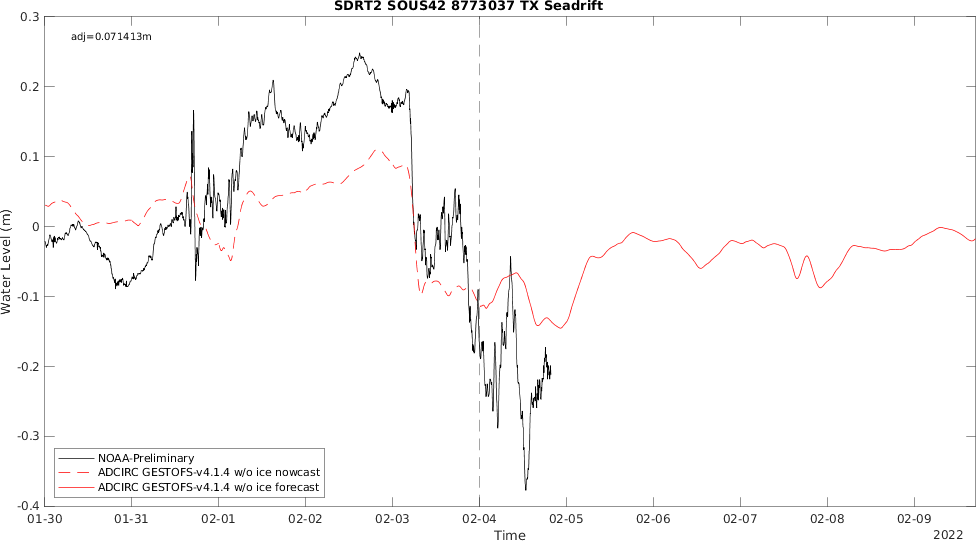 SDRT2 SOUS42 8773037 TX Seadrift
adj=0.071413m
0.3
0.2
0.1
0
-0.1
-0.2
-0.3
-0.4
Water Level (m)
NOAA-Preliminary
ADCIRC GESTOFS-v4.1.4 w/o ice nowcast
ADCIRC GESTOFS-v4.1.4 w/o ice forecast
01-30 01-31 02-01 02-02 02-03 02-04 02-05 02-06 02-07 02-08 02-09
Time
2022